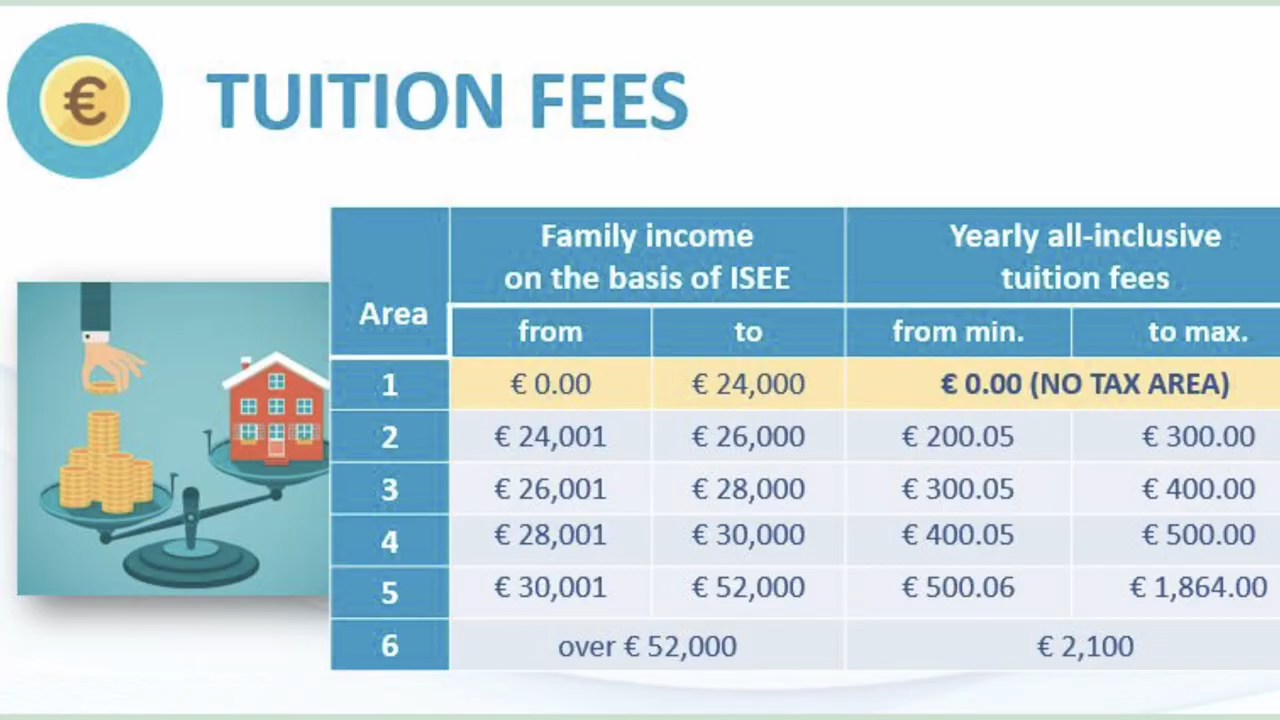 €
TUITION FEES
Area
Family income
on the basis of ISEE
Yearly all-inclusive
tuition fees
from to from min. to max.
1 € 0.00 € 24,000 € 0.00 (NO TAX AREA)
2 € 24,001 € 26,000 € 200.05 € 300.00
3 € 26,001 € 28,000 € 300.05 € 400.00
4 € 28,001 € 30,000 € 400.05 € 500.00
5 € 30,001 € 52,000 € 500.06 € 1,864.00
6 over € 52,000 € 2,100